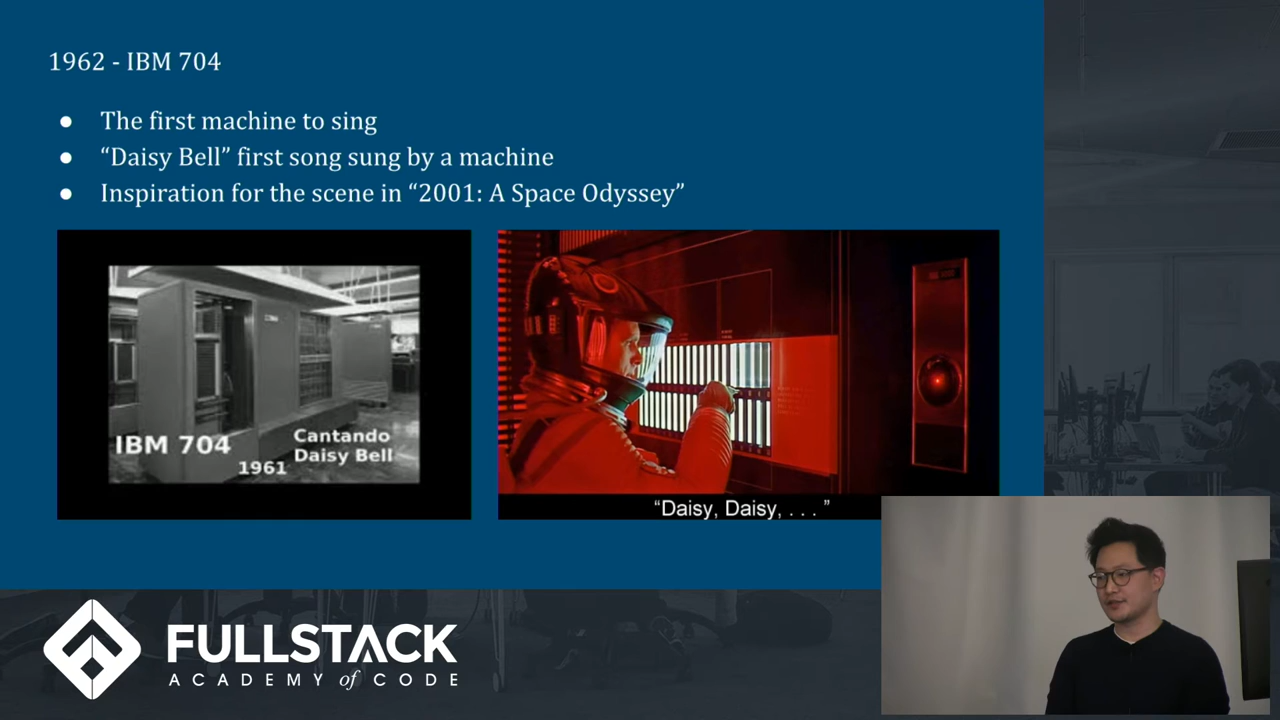 1962 - IBM 704
● The first machine to sing
● “Daisy Bell” first song sung by a machine
● Inspiration for the scene in “2001: A Space Odyssey”
IBM 704
1961
Cantando
Daisy Bell
“Daisy, Daisy, . . . ”
FULLSTACK
ACADEMY of CODE